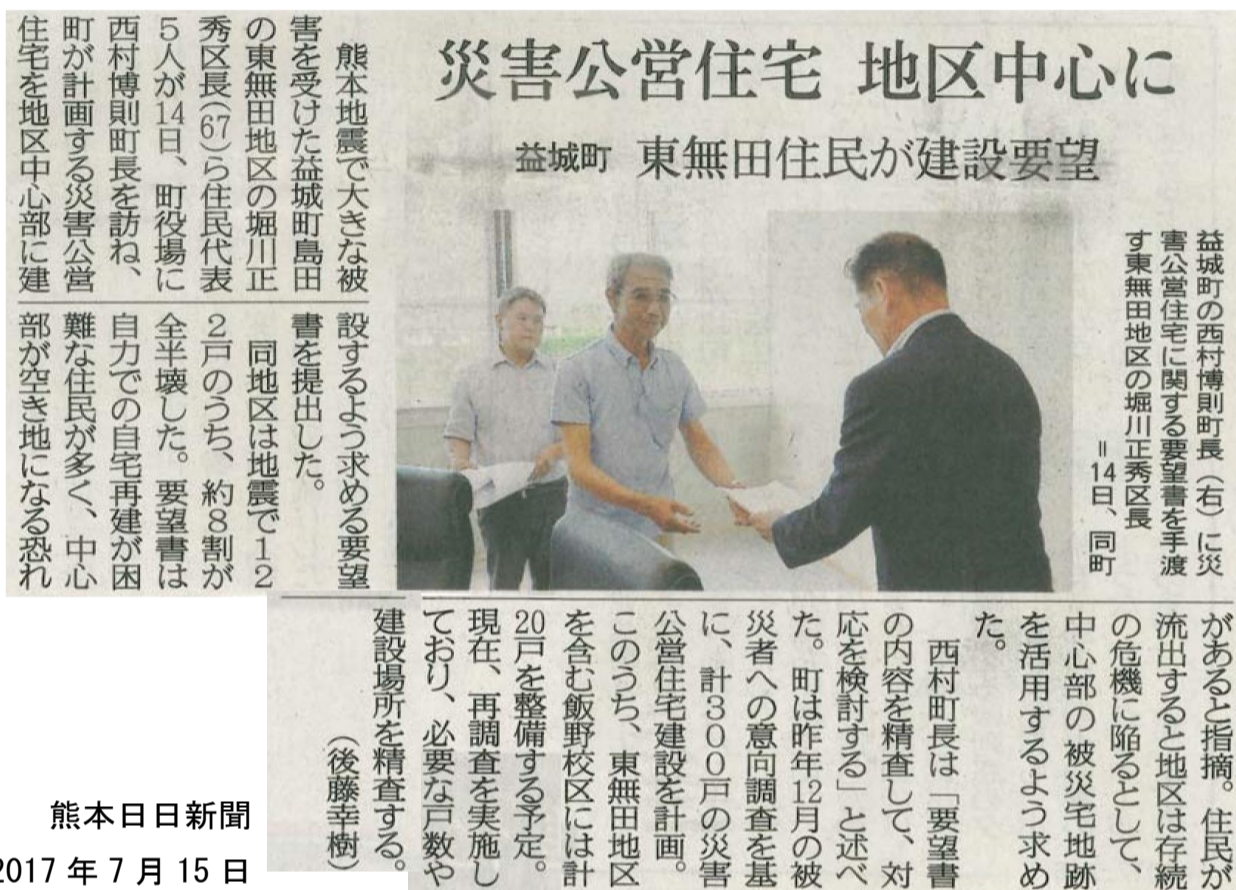 災害公営住宅 地区中心に
益城町 東無田住民が建設要望
益城町の西村博則町長（右）に災
害公営住宅に関する要望書を手渡
す東無田地区の堀川正秀区長
＝14日、同町
熊本地震で大きな被
害を受けた益城町島田
の東無田地区の堀川正
秀区長（67）ら住民代表
５人が14日、町役場に
西村博則町長を訪ね、
町が計画する災害公営
住宅を地区中心部に建
設するよう求める要望
書を提出した。
同地区は地震で１２
２戸のうち、約８割が
全半壊した。要望書は
自力での自宅再建が困
難な住民が多く、中心
部が空き地になる恐れ
があると指摘。住民が
流出すると地区は存続
の危機に陥るとして、
中心部の被災宅地跡
を活用するよう求め
た。
西村町長は「要望書
の内容を精査して、対
応を検討する」と述べ
た。町は昨年12月の被
災者への意向調査を基
に、計３００戸の災害
公営住宅建設を計画。
このうち、東無田地区
を含む飯野校区には計
20戸を整備する予定。
現在、再調査を実施し
ており、必要な戸数や
建設場所を精査する。
（後藤幸樹）
熊本日日新聞
2017 年 7 月 15 日